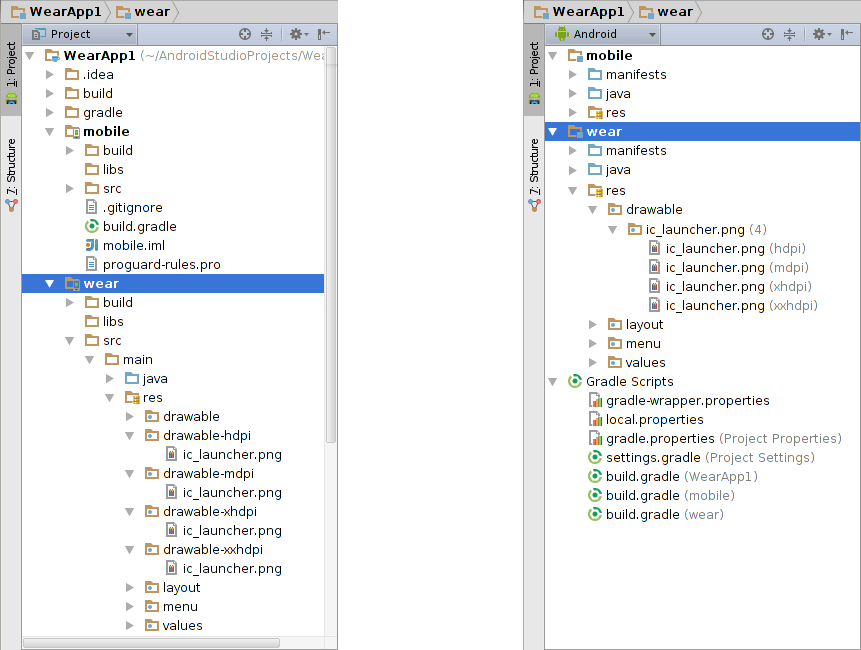 WearApp1 wear
Project
1: Project
7: Structure
WearApp1 (~/AndroidStudioProjects/Wea
.idea
build
gradle
mobile
build
libs
src
.gitignore
build.gradle
mobile.iml
proguard-rules.pro
wear
build
libs
src
main
java
res
drawable
drawable-hdpi
ic_launcher.png
drawable-mdpi
ic_launcher.png
drawable-xhdpi
ic_launcher.png
drawable-xxhdpi
ic_launcher.png
layout
menu
values
WearApp1 wear
Android
1: Project
7: Structure
mobile
manifests
java
res
wear
manifests
java
res
drawable
ic_launcher.png (4)
ic_launcher.png (hdpi)
ic_launcher.png (mdpi)
ic_launcher.png (xhdpi)
ic_launcher.png (xxhdpi)
layout
menu
values
Gradle Scripts
gradle-wrapper.properties
local.properties
gradle.properties (Project Properties)
settings.gradle (Project Settings)
build.gradle (WearApp1)
build.gradle (mobile)
build.gradle (wear)